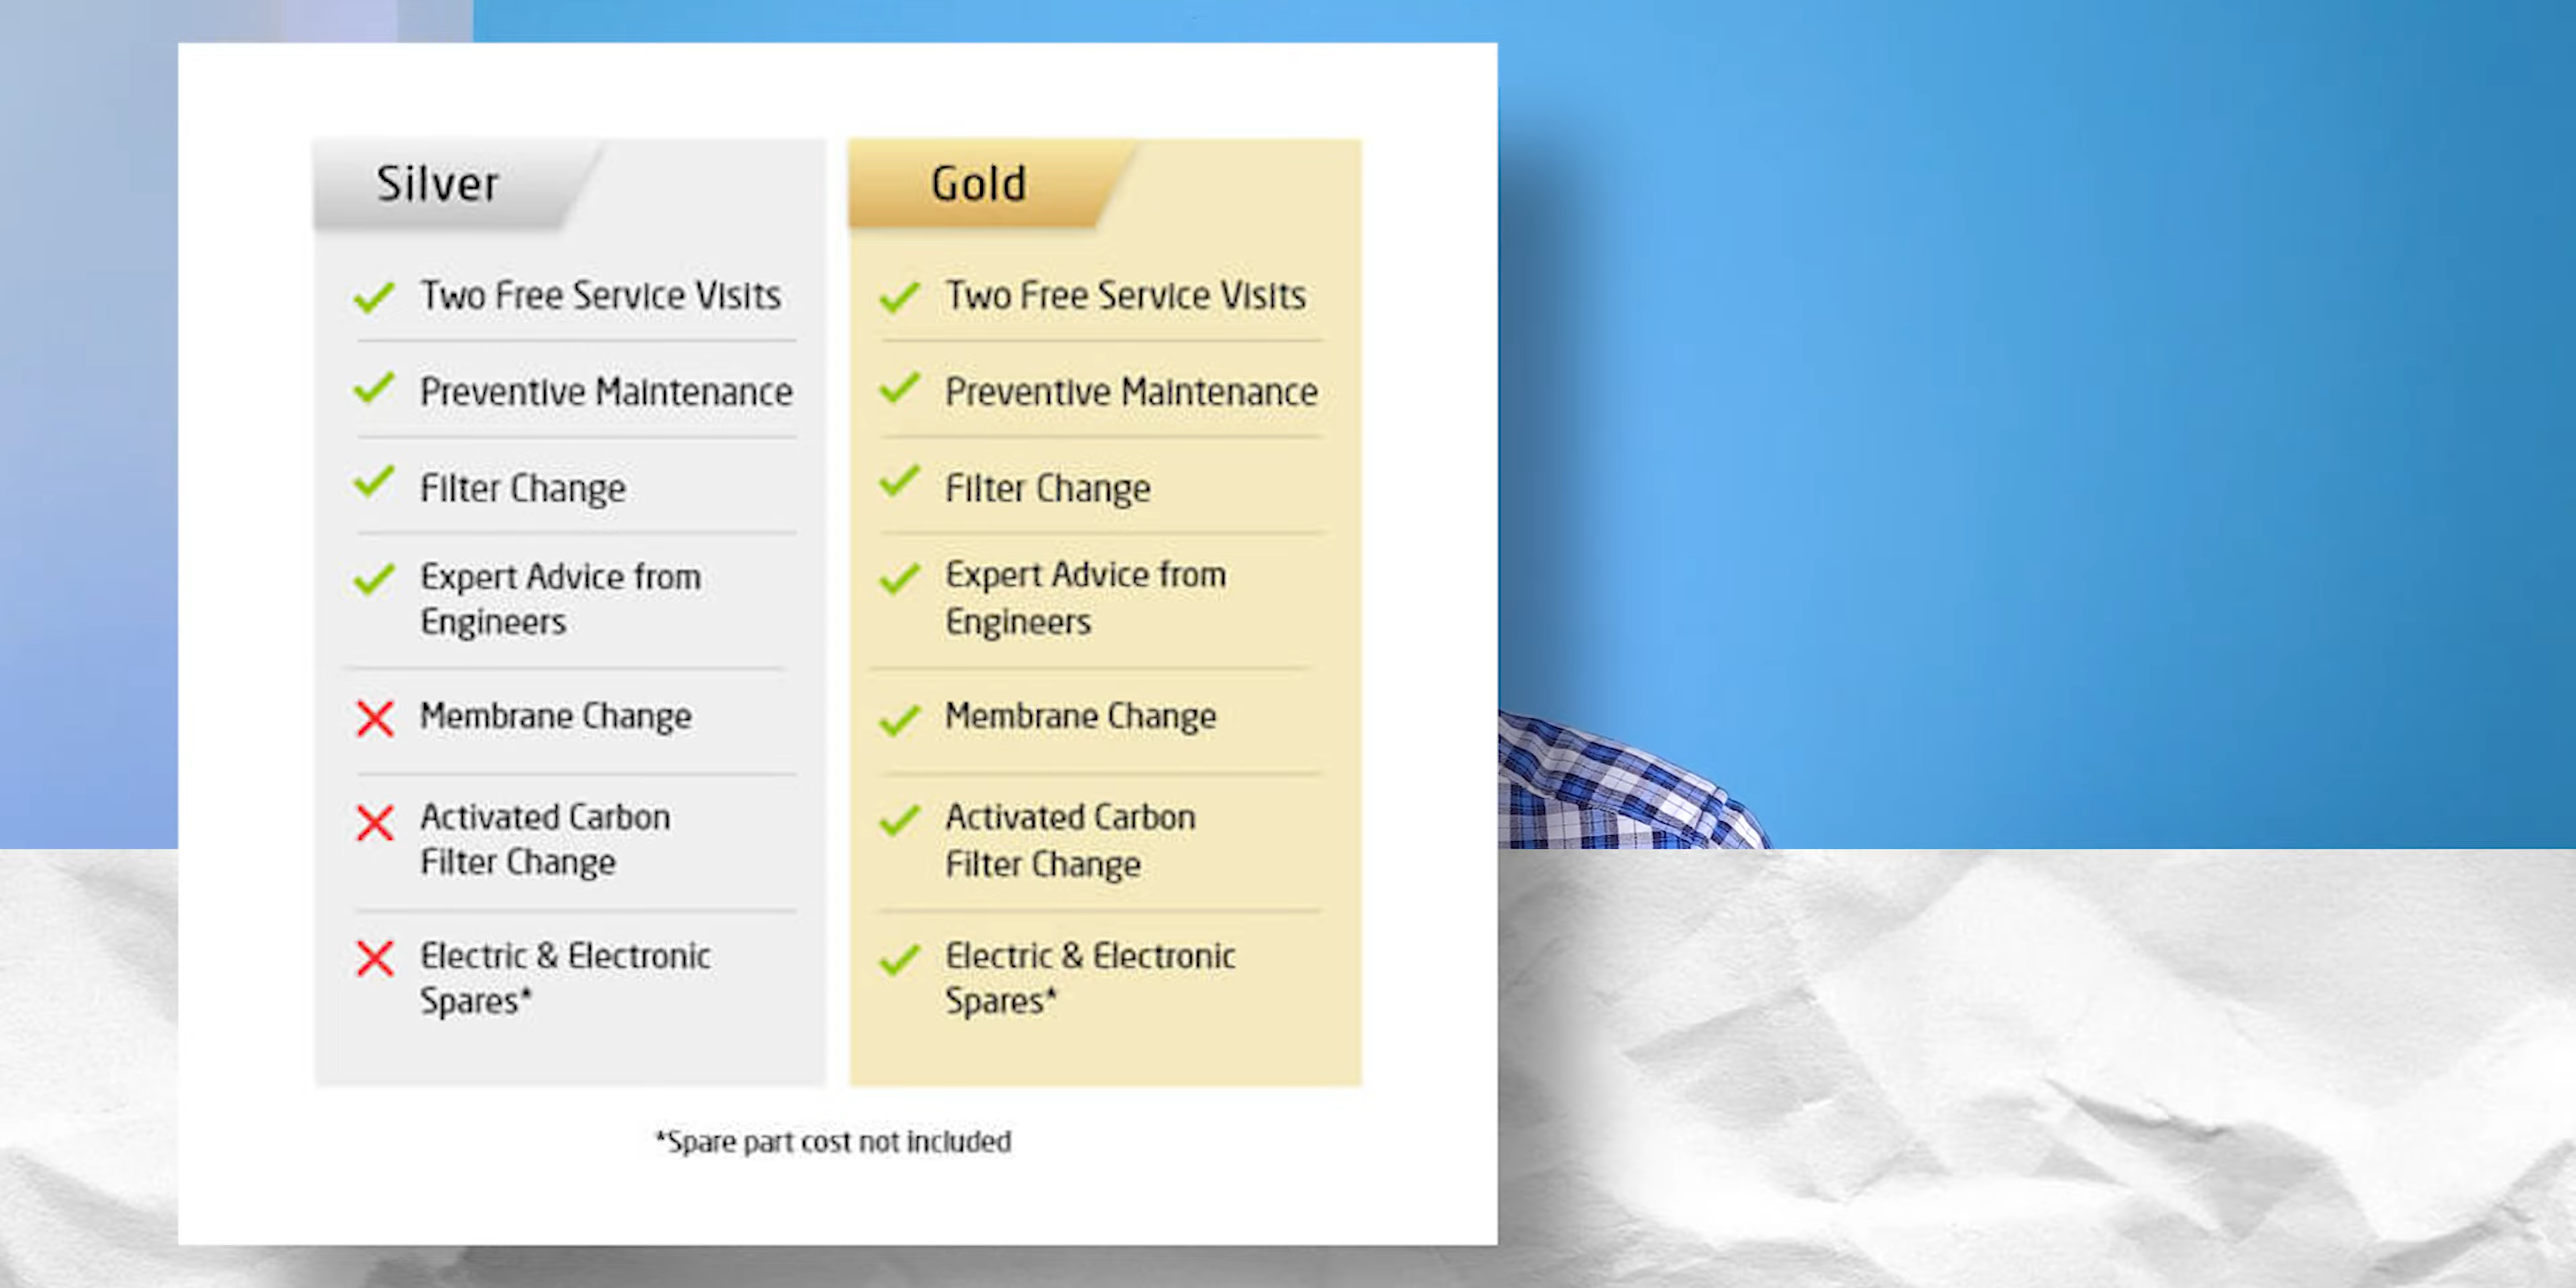 Silver
Two Free Service Visits
Preventive Maintenance
Filter Change
Expert Advice from
Engineers
Membrane Change
Activated Carbon
Filter Change
Electric & Electronic
Spares*
Gold
Two Free Service Visits
Preventive Maintenance
Filter Change
Expert Advice from
Engineers
Membrane Change
Activated Carbon
Filter Change
Electric & Electronic
Spares*
*Spare part cost not included